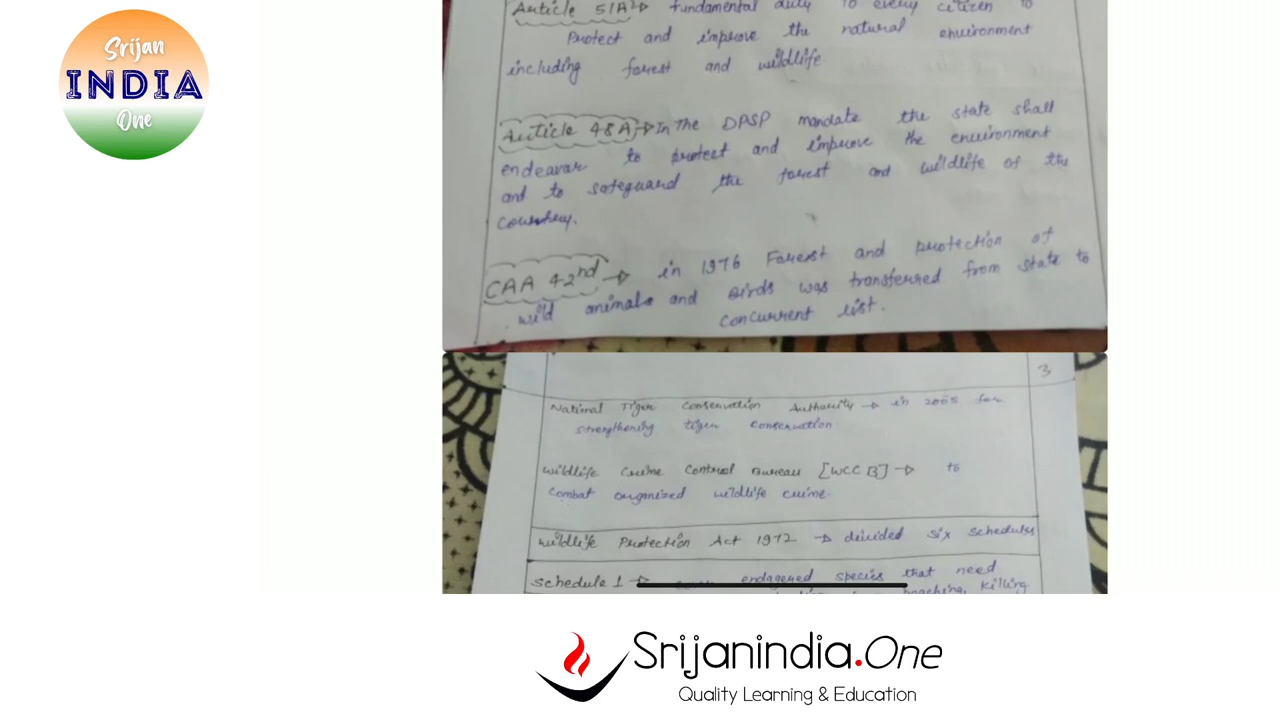 Srijan
INDIA
One
Article 51A → fundamental duty to every citizen to
Protect and improve the natural environment
including forest and wildlife
Article 48A → In The DPSP mandate the state shall
endeavar to protect and improve the environment
and to safeguard the forest and wildlife of the
country.
CAA 42nd → in 1976 Forest and protection of
wild animals and Birds was transferred from state to
concurrent list.
3
National Tiger Conservation Authority → in 2005 for
strengthening tiger conservation
wildlife Crime Control Bureau [WCCB] → to
combat organized wildlife crime.
wildlife Protection Act 1972 → divided six schedules
Schedule 1 → endagered species that need
poaching, killing
Srijanindia.One
Quality Learning & Education